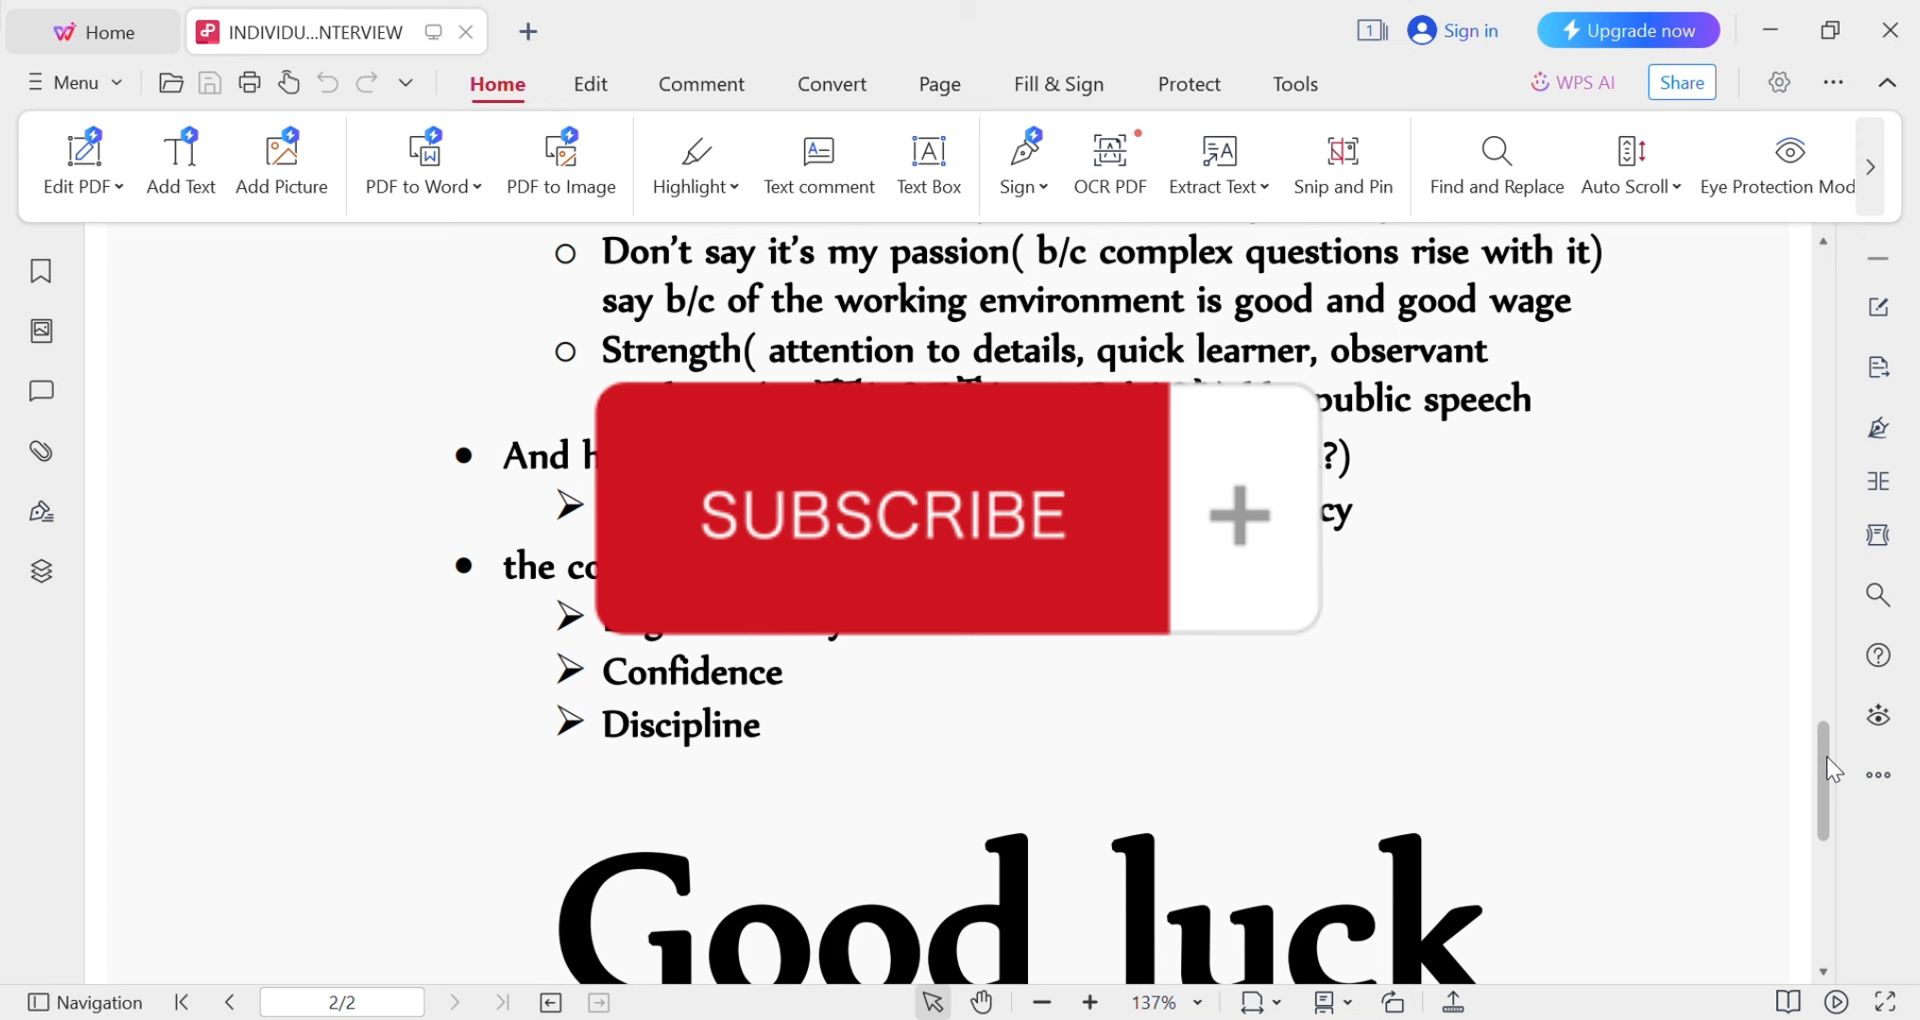 Home
INDIVIDU...NTERVIEW
1
Sign in
Upgrade now
Menu
Home
Edit
Comment
Convert
Page
Fill & Sign
Protect
Tools
WPS AI
Share
Edit PDF
Add Text
Add Picture
PDF to Word
PDF to Image
Highlight
Text comment
Text Box
Sign
OCR PDF
Extract Text
Snip and Pin
Find and Replace
Auto Scroll
Eye Protection Mod
Don't say it's my passion( b/c complex questions rise with it)
say b/c of the working environment is good and good wage
Strength( attention to details, quick learner, observant
public speech
And
?)
the
Confidence
Discipline
SUBSCRIBE +
Good luck
Navigation
2/2
137%